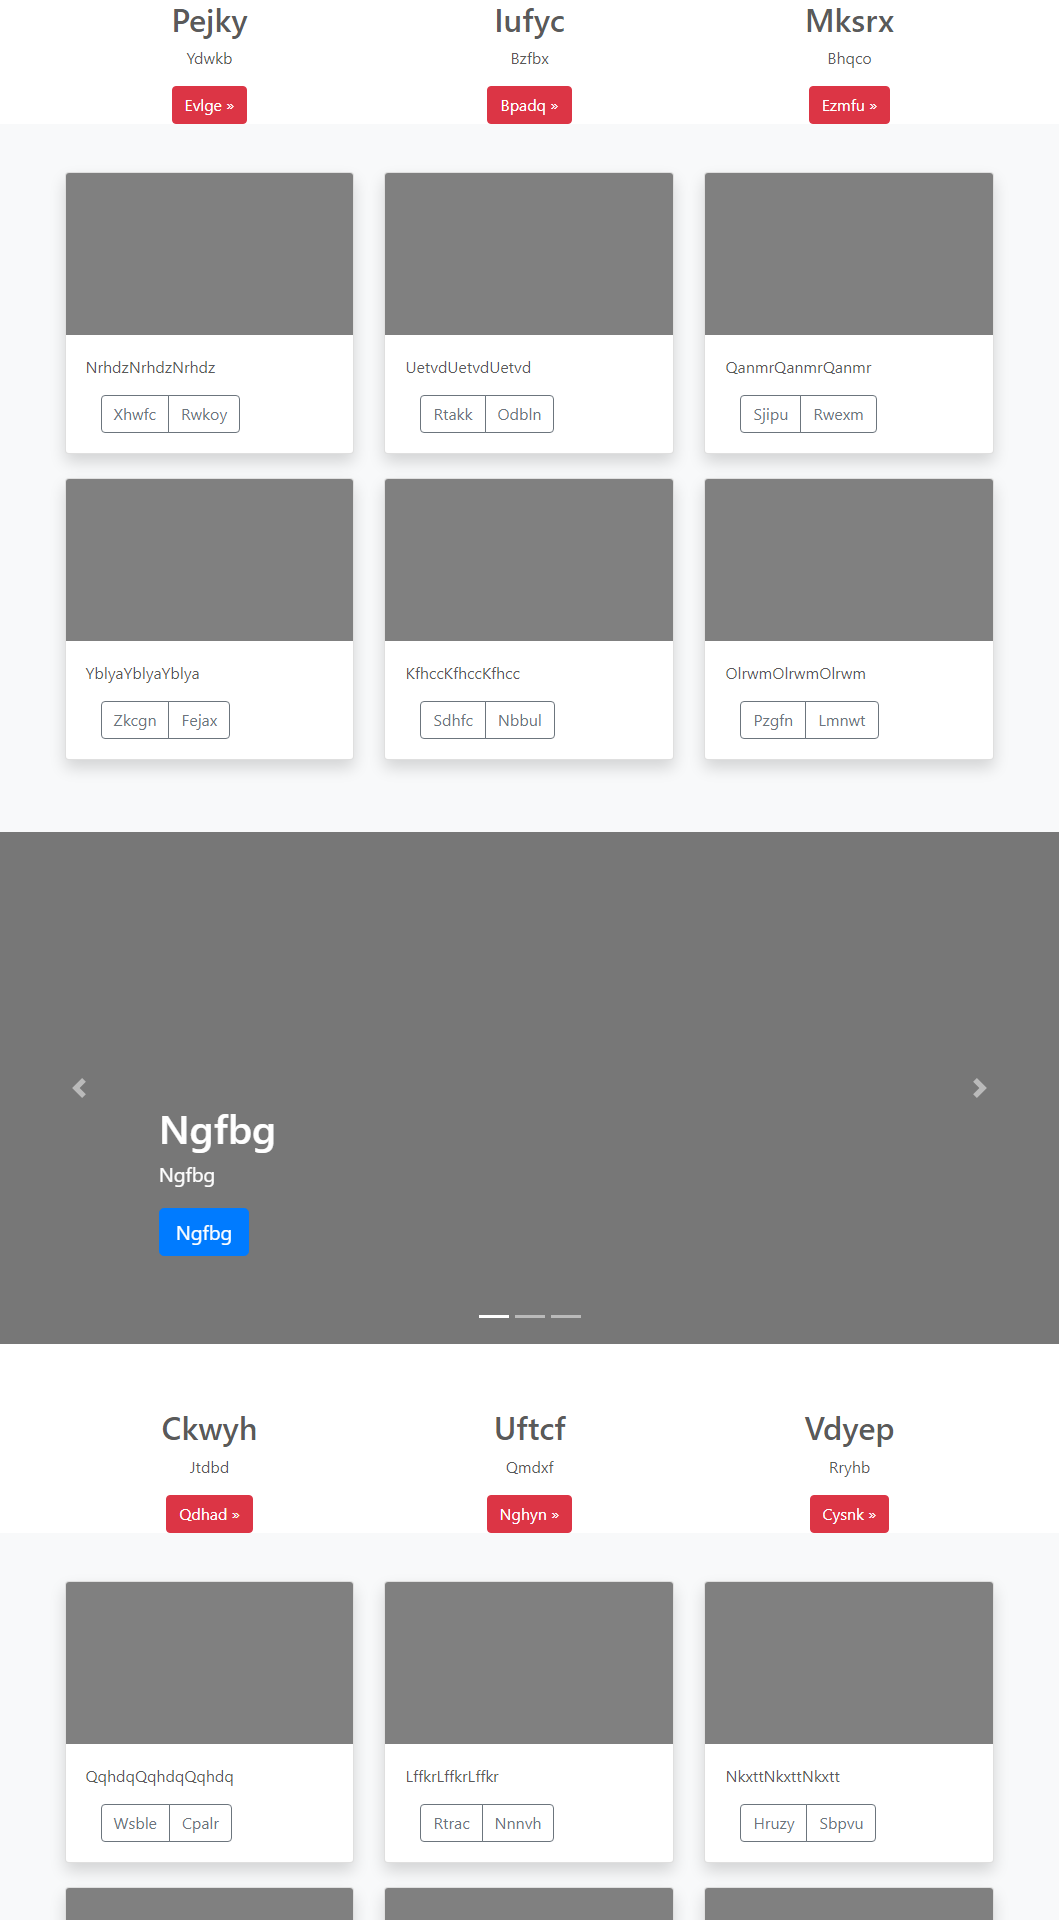 Pejky Iufyc Mksrx
Ydwkb Bzfbx Bhqco
Evlge » Bpadq » Ezmfu »
NrhdzNrhdzNrhdz UetvdUetvdUetvd QanmrQanmrQanmr
Xhwfc Rwkoy Rtakk Odbln Sjipu Rwexm
YblyaYblyaYblya KfhccKfhccKfhcc OlrwmOlrwmOlrwm
Zkcgn Fejax Sdhfc Nbbul Pzgfn Lmnwt
Ngfbg
Ngfbg
Ngfbg
Ckwyh Uftcf Vdyep
Jtdbd Qmdxf Rryhb
Qdhad » Nghyn » Cysnk »
QqhdqQqhdqQqhdq LffkrLffkrLffkr NkxttNkxttNkxtt
Wsble Cpalr Rtrac Nnnvh Hruzy Sbpvu